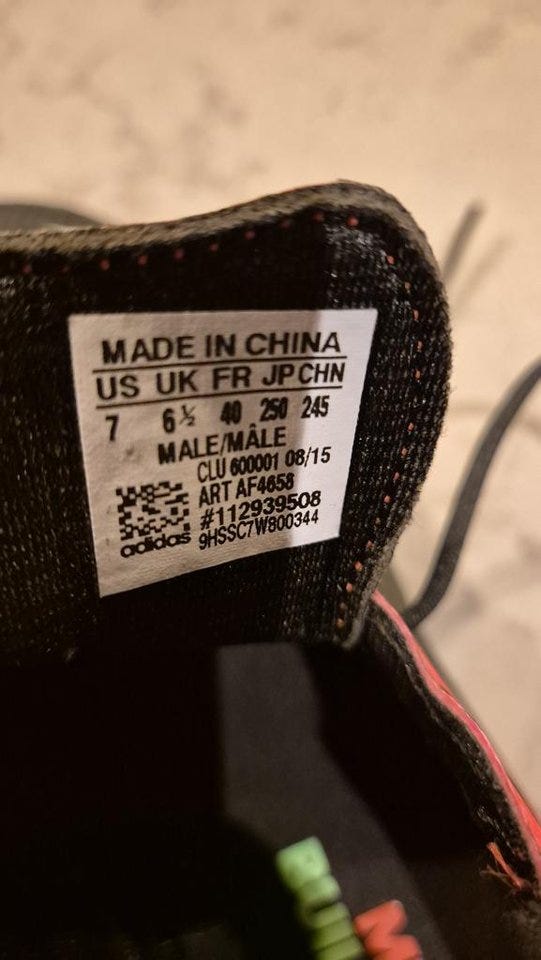 MADE IN CHINA
US UK FR JP CHN
7 6½ 40 250 245
MALE/MÂLE
CLU 600001 08/15
ART AF4658
#112939508
9HSSC7W800344
adidas